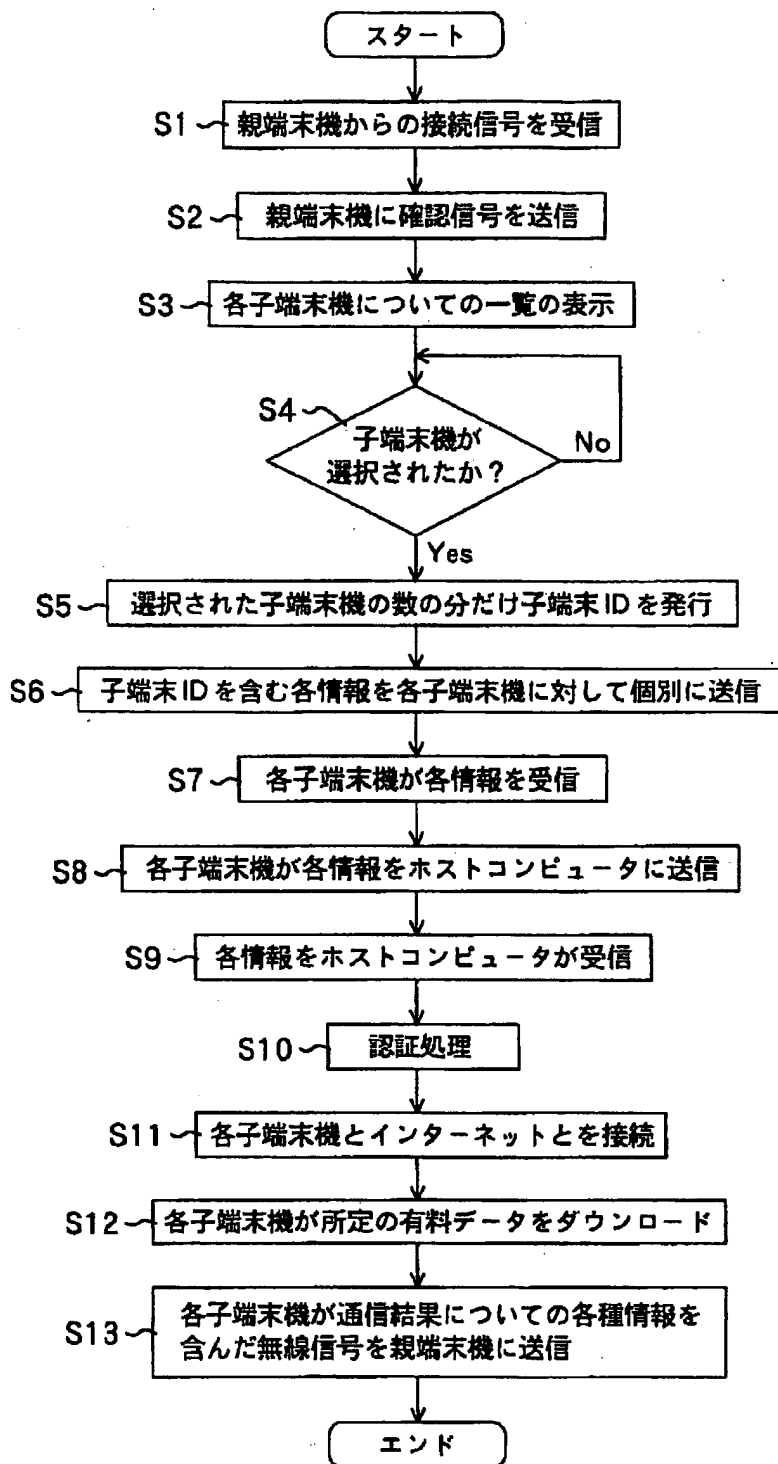 スタート
S1 親端末機からの接続信号を受信
S2 親端末機に確認信号を送信
S3 各子端末機についての一覧の表示
S4
子端末機が
選択されたか？
No
Yes
S5 選択された子端末機の数の分だけ子端末IDを発行
S6 子端末IDを含む各情報を各子端末機に対して個別に送信
S7 各子端末機が各情報を受信
S8 各子端末機が各情報をホストコンピュータに送信
S9 各情報をホストコンピュータが受信
S10 認証処理
S11 各子端末機とインターネットとを接続
S12 各子端末機が所定の有料データをダウンロード
S13 各子端末機が通信結果についての各種情報を
含んだ無線信号を親端末機に送信
エンド